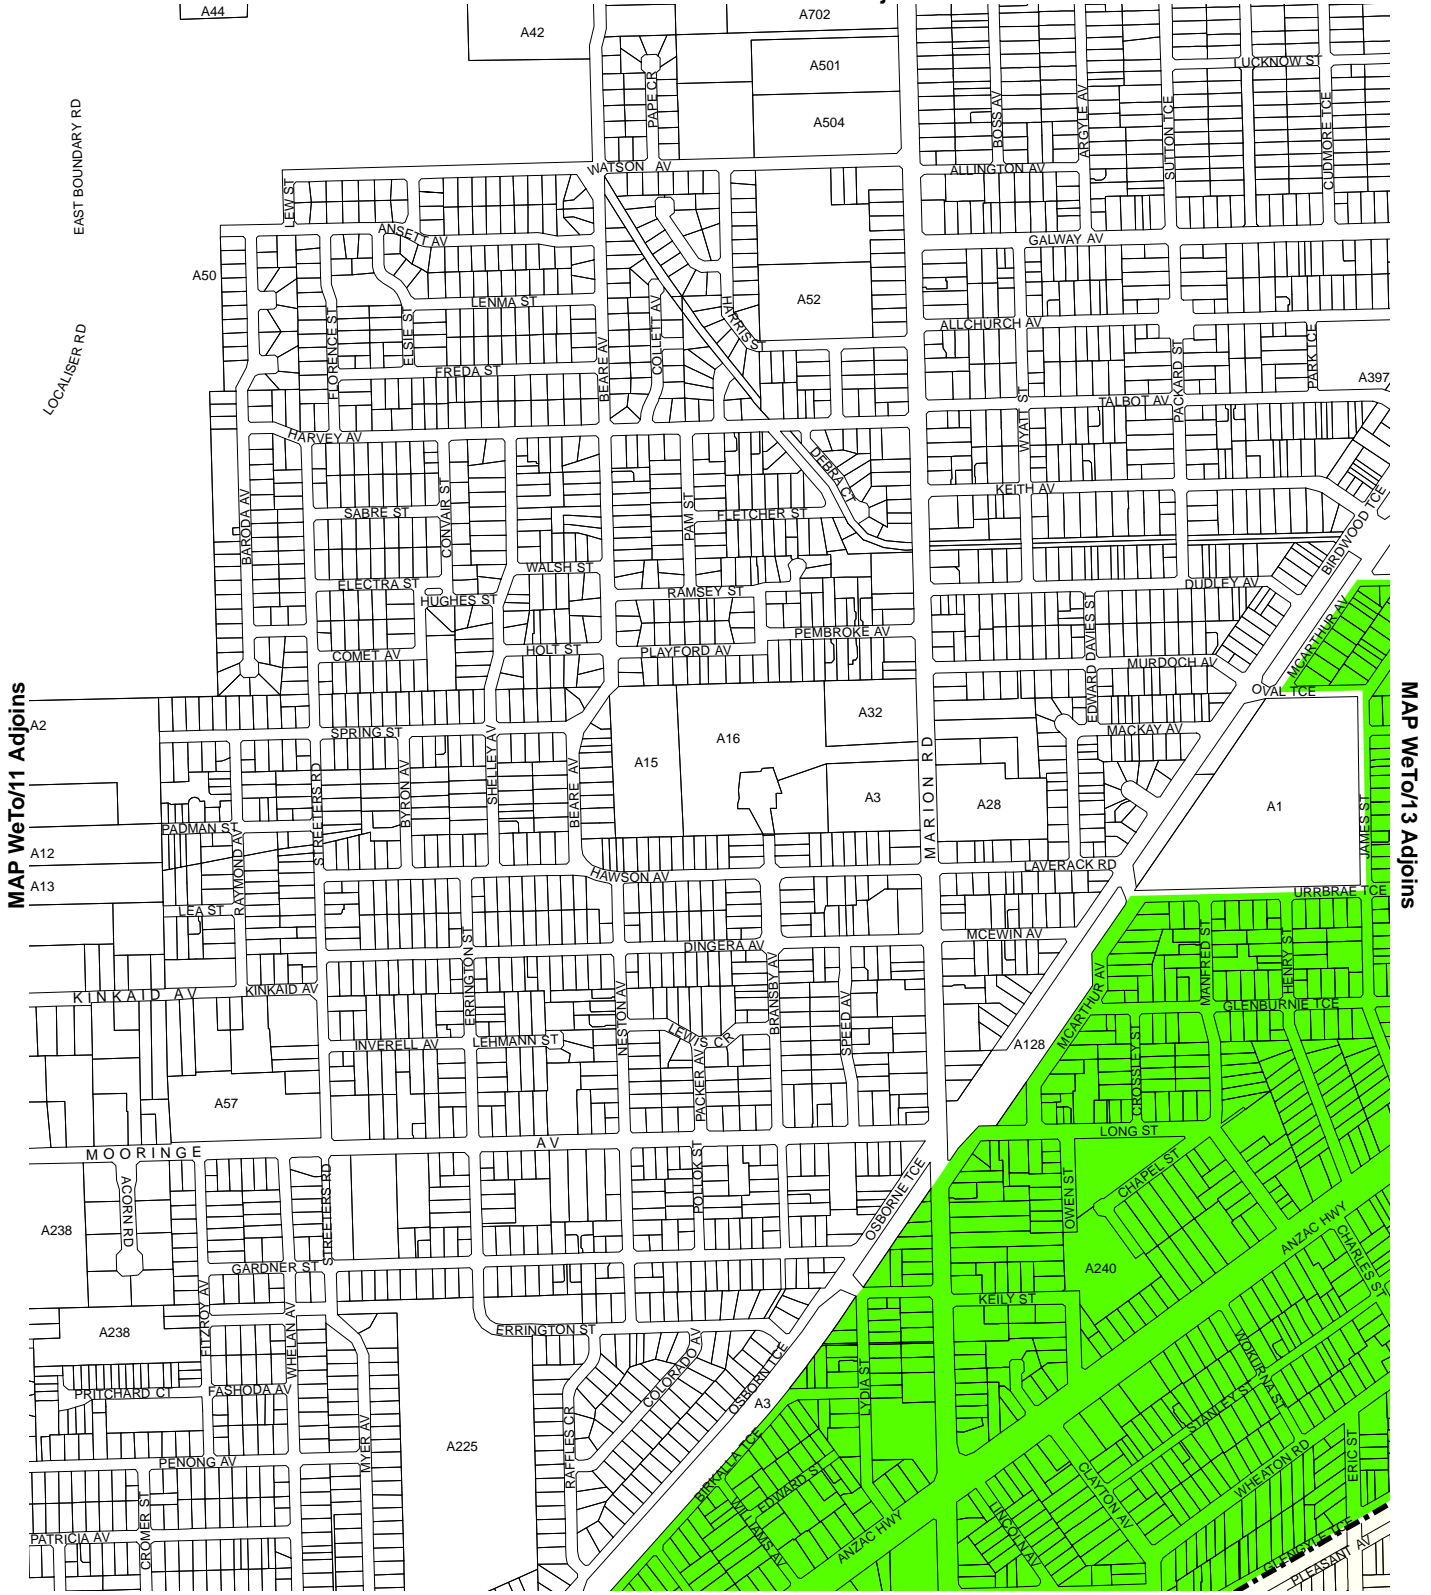 A44
A42
A702
A501
A504
PAPE CR
BOSS AV
ARGYLE AV
SUTTON TCE
LUCKNOW ST
CUDMORE TCE
EAST BOUNDARY RD
WATSON AV
ALLINGTON AV
LEW ST
ANSETT AV
GALWAY AV
A50
LENMA ST
A52
LOCALISER RD
FLORENCE ST
ELSIE ST
COLLETT AV
HARRIS ST
ALLCHURCH AV
BEARE AV
FREDA ST
PARK TCE
PACKARD ST
A397
TALBOT AV
WYATT ST
HARVEY AV
DEBRA CT
KEITH AV
BARODA AV
SABRE ST
CONVAIR ST
PAM ST
FLETCHER ST
BIRDWOOD TCE
ELECTRA ST
WALSH ST
HUGHES ST
RAMSEY ST
DUDLEY AV
PEMBROKE AV
EDWARD DAVIES ST
MCARTHUR AV
COMET AV
HOLT ST
PLAYFORD AV
MURDOCH AV
OVAL TCE
MAP WeTo/11 Adjoins
MAP WeTo/13 Adjoins
A2
SPRING ST
A32
A16
A15
MACKAY AV
MARION RD
STREETERS RD
BYRON AV
SHELLEY AV
BEARE AV
A3
A28
A1
JAMES ST
PADMAN ST
RAYMOND AV
A12
A13
HAWSON AV
LAVERACK RD
URRBRAE TCE
LEA ST
ERRINGTON ST
DINGERA AV
MCEWIN AV
MANFRED ST
HENRY ST
KINKAID AV
KINKAID AV
NESTON AV
BRANSBY AV
SPEED AV
MCARTHUR AV
GLENBURNIE TCE
INVERELL AV
LEHMANN ST
LEWIS CR
A128
PACKER AV
CROSSLEY ST
A57
LONG ST
MOORINGE
AV
ACORN RD
STREETERS RD
POLLOK ST
OSBORNE TCE
OWEN ST
CHAPEL ST
A238
ANZAC HWY
CHARLES ST
GARDNER ST
A240
FITZROY AV
WHELAN AV
KEILY ST
A238
ERRINGTON ST
COLORADO AV
OSBORN TCE
LYDIA ST
WOKURNA ST
PRITCHARD CT
FASHODA AV
A3
STANLEY ST
MYER AV
A225
RAFFLES CR
BIRKALLA TCE
PENONG AV
EDWARD ST
CLAYTON AV
WHEATON RD
ERIC ST
CROMER ST
WILLIAMS AV
LINCOLN AV
PATRICIA AV
ANZAC HWY
GLENGYLE TCE
PLEASANT AV